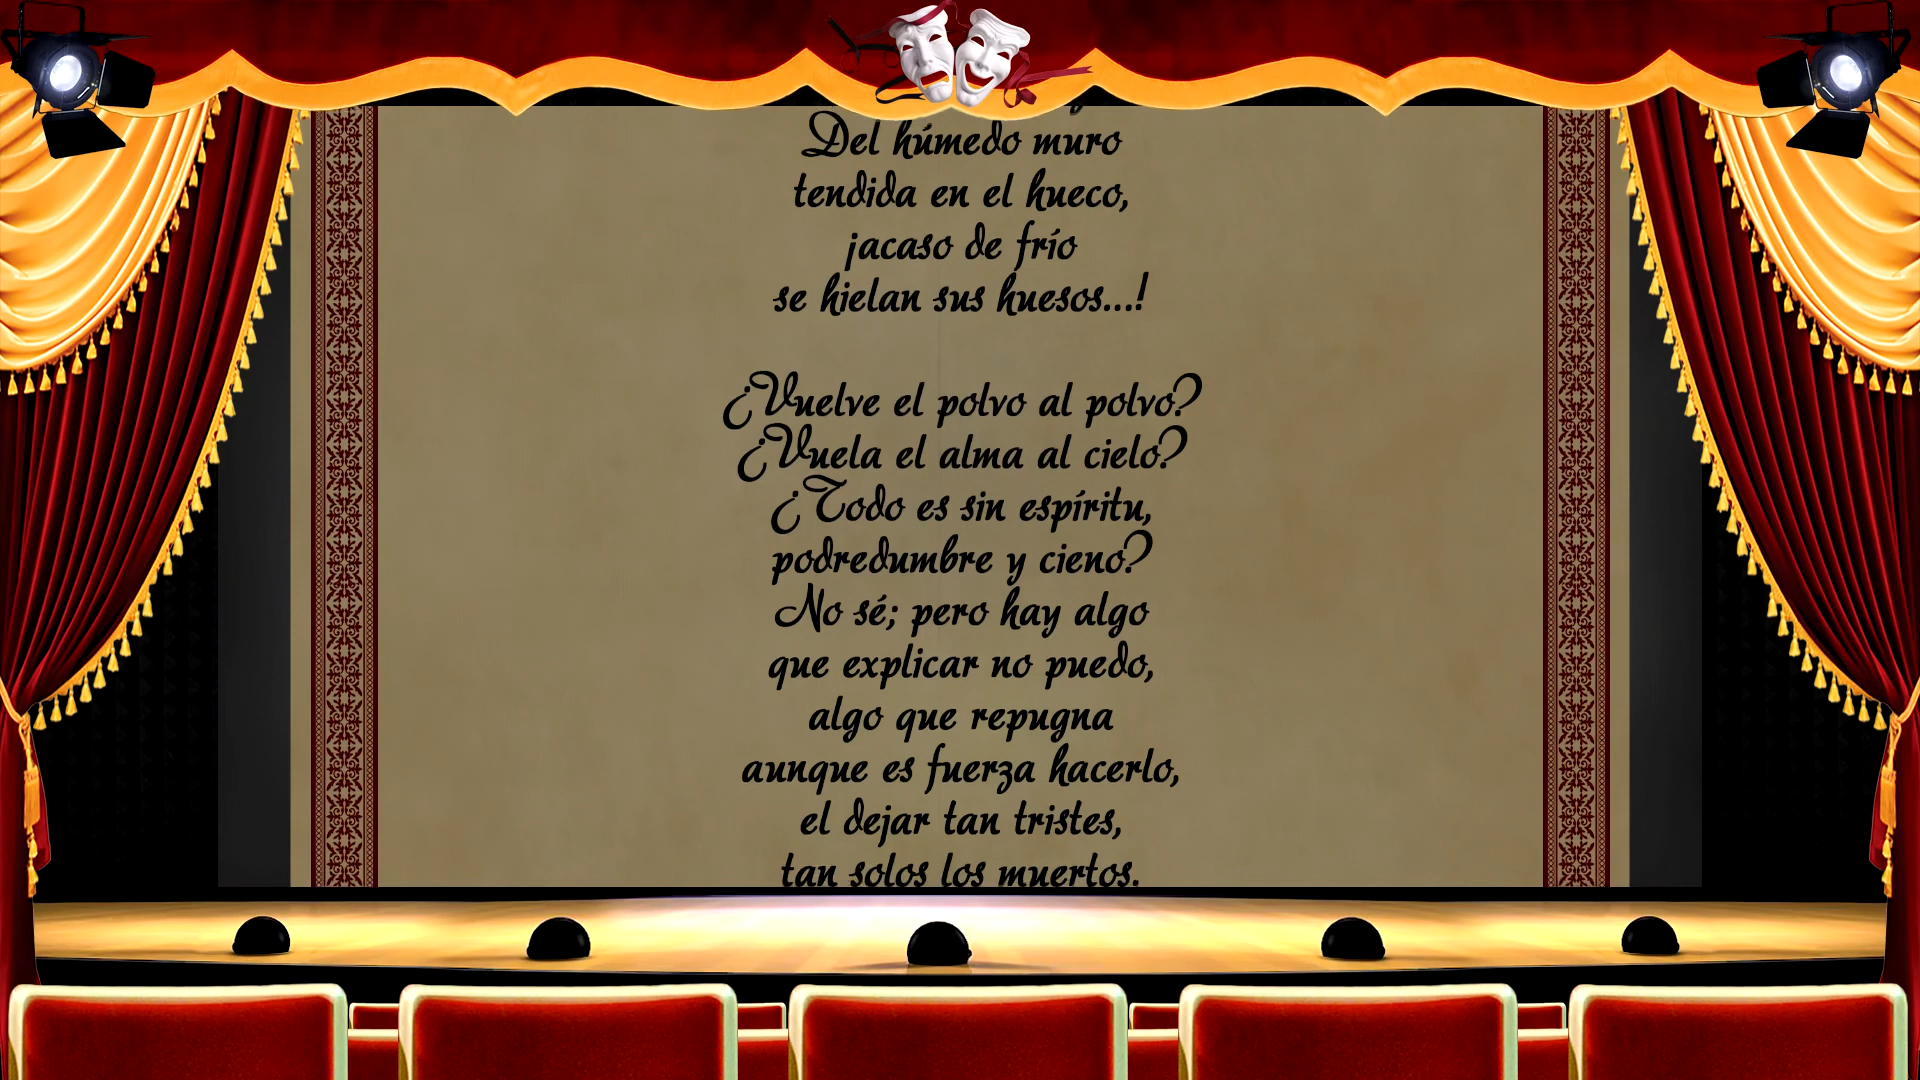 Del húmedo muro
tendida en el hueco,
¡acaso de frío
se hielan sus huesos...!
¿Vuelve el polvo al polvo?
¿Vuela el alma al cielo?
¿Todo es sin espíritu,
podredumbre y cieno?
No sé; pero hay algo
que explicar no puedo,
algo que repugna
aunque es fuerza hacerlo,
el dejar tan tristes,
tan solos los muertos.